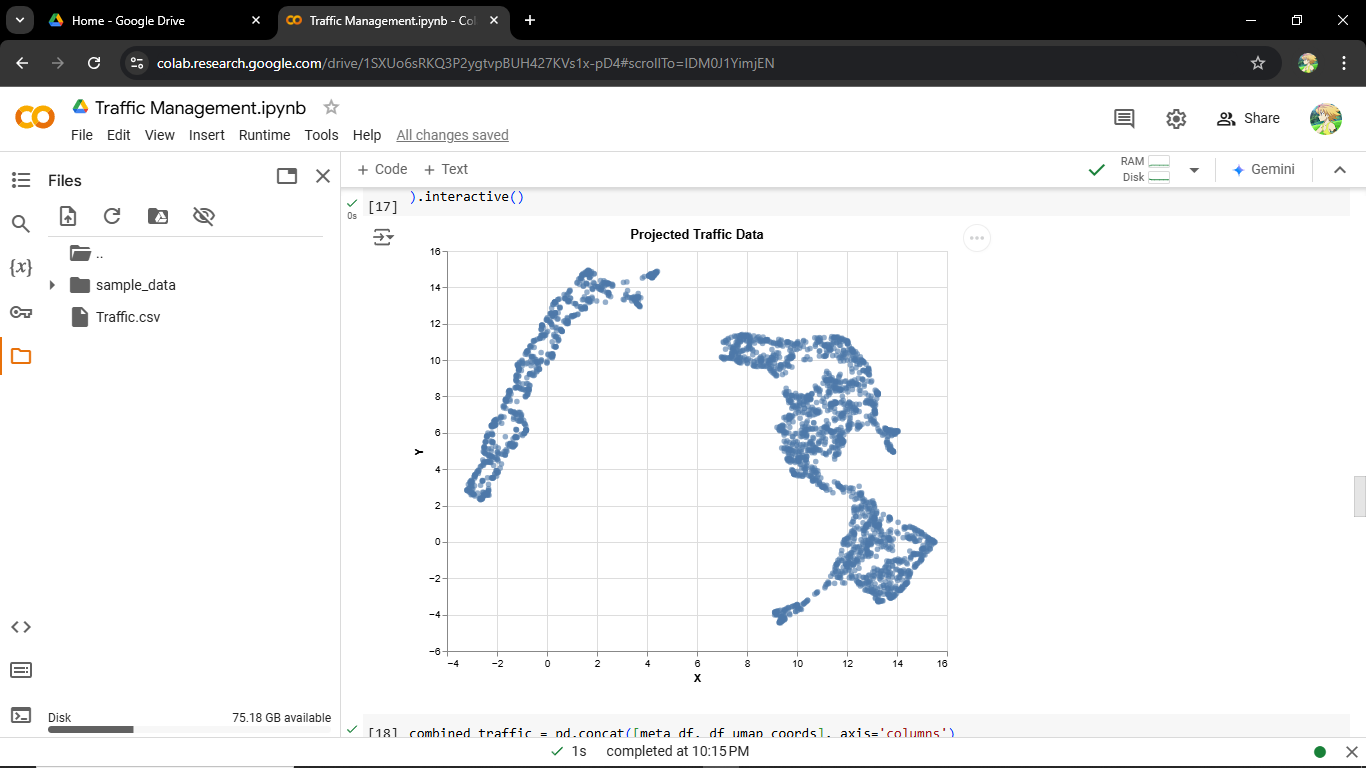 Home - Google Drive
Traffic Management.ipynb - Co
colab.research.google.com/drive/1SXUo6sRKQ3P2ygtvpBUH427KVs1x-pD4#scrollTo=IDM0J1YimjEN
Traffic Management.ipynb
File Edit View Insert Runtime Tools Help All changes saved
Share
Files
+ Code + Text
RAM
Disk
Gemini
..
sample_data
Traffic.csv
{x}
Disk 75.18 GB available
0s
[17]
).interactive()
Projected Traffic Data
16
14
12
10
8
6
4
2
0
−2
−4
−6
Y
−4 −2 0 2 4 6 8 10 12 14 16
X
[18] combined_traffic = pd.concat([meta_df, df_umap_coords], axis='columns')
1s completed at 10:15 PM